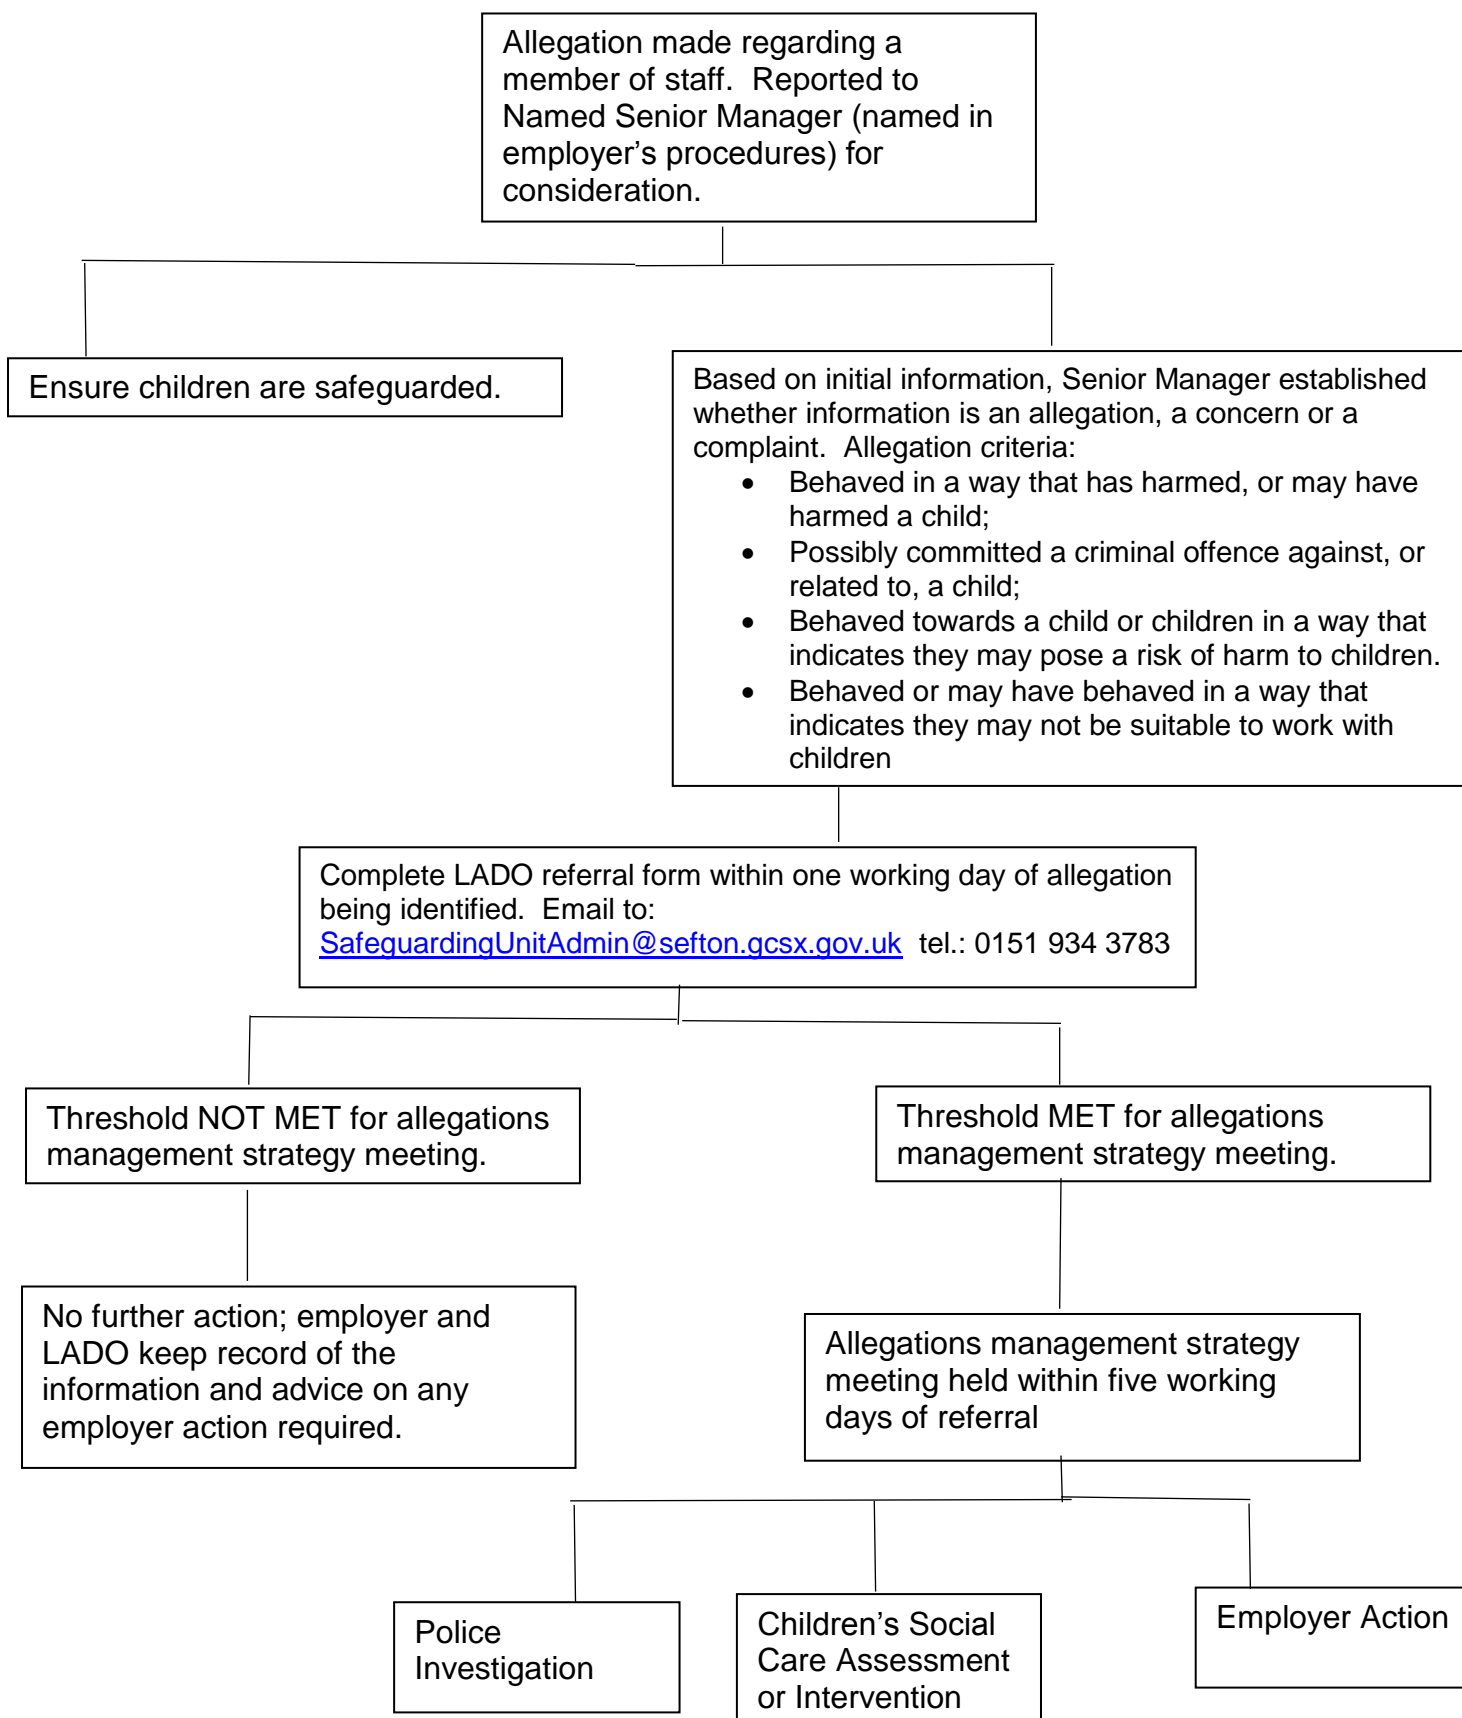 Allegation made regarding a
member of staff.  Reported to
Named Senior Manager (named in
employer’s procedures) for
consideration.
Ensure children are safeguarded.
Based on initial information, Senior Manager established
whether information is an allegation, a concern or a
complaint.  Allegation criteria:
• Behaved in a way that has harmed, or may have
harmed a child;
• Possibly committed a criminal offence against, or
related to, a child;
• Behaved towards a child or children in a way that
indicates they may pose a risk of harm to children.
• Behaved or may have behaved in a way that
indicates they may not be suitable to work with
children
Complete LADO referral form within one working day of allegation
being identified.  Email to:
SafeguardingUnitAdmin@sefton.gcsx.gov.uk  tel.: 0151 934 3783
Threshold NOT MET for allegations
management strategy meeting.
Threshold MET for allegations
management strategy meeting.
No further action; employer and
LADO keep record of the
information and advice on any
employer action required.
Allegations management strategy
meeting held within five working
days of referral
Police
Investigation
Children’s Social
Care Assessment
or Intervention
Employer Action